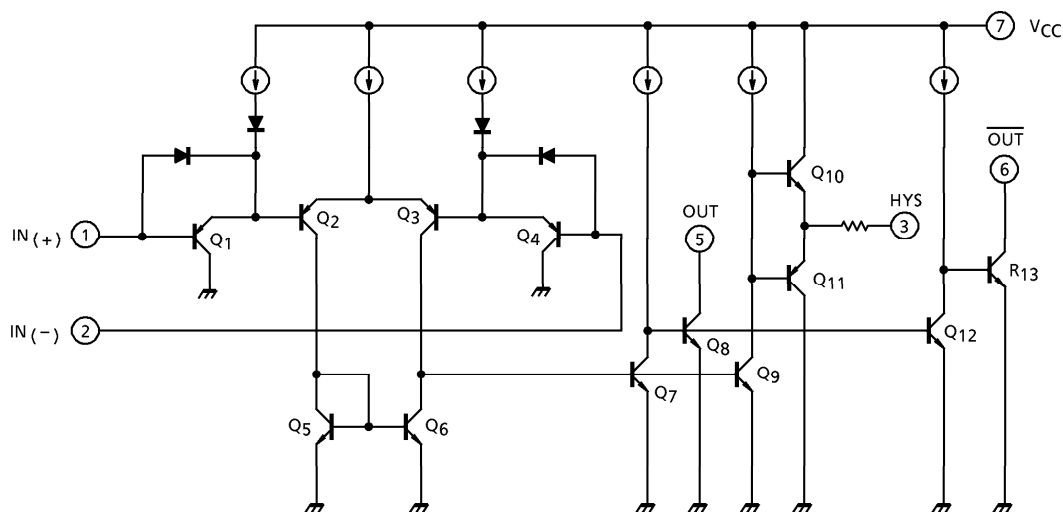 7 VCC
OUT
6
Q10
HYS
OUT
3
5
Q2
Q3
IN(+) 1
Q1
Q4
Q11
R13
IN(−) 2
Q8
Q12
Q7
Q9
Q5
Q6